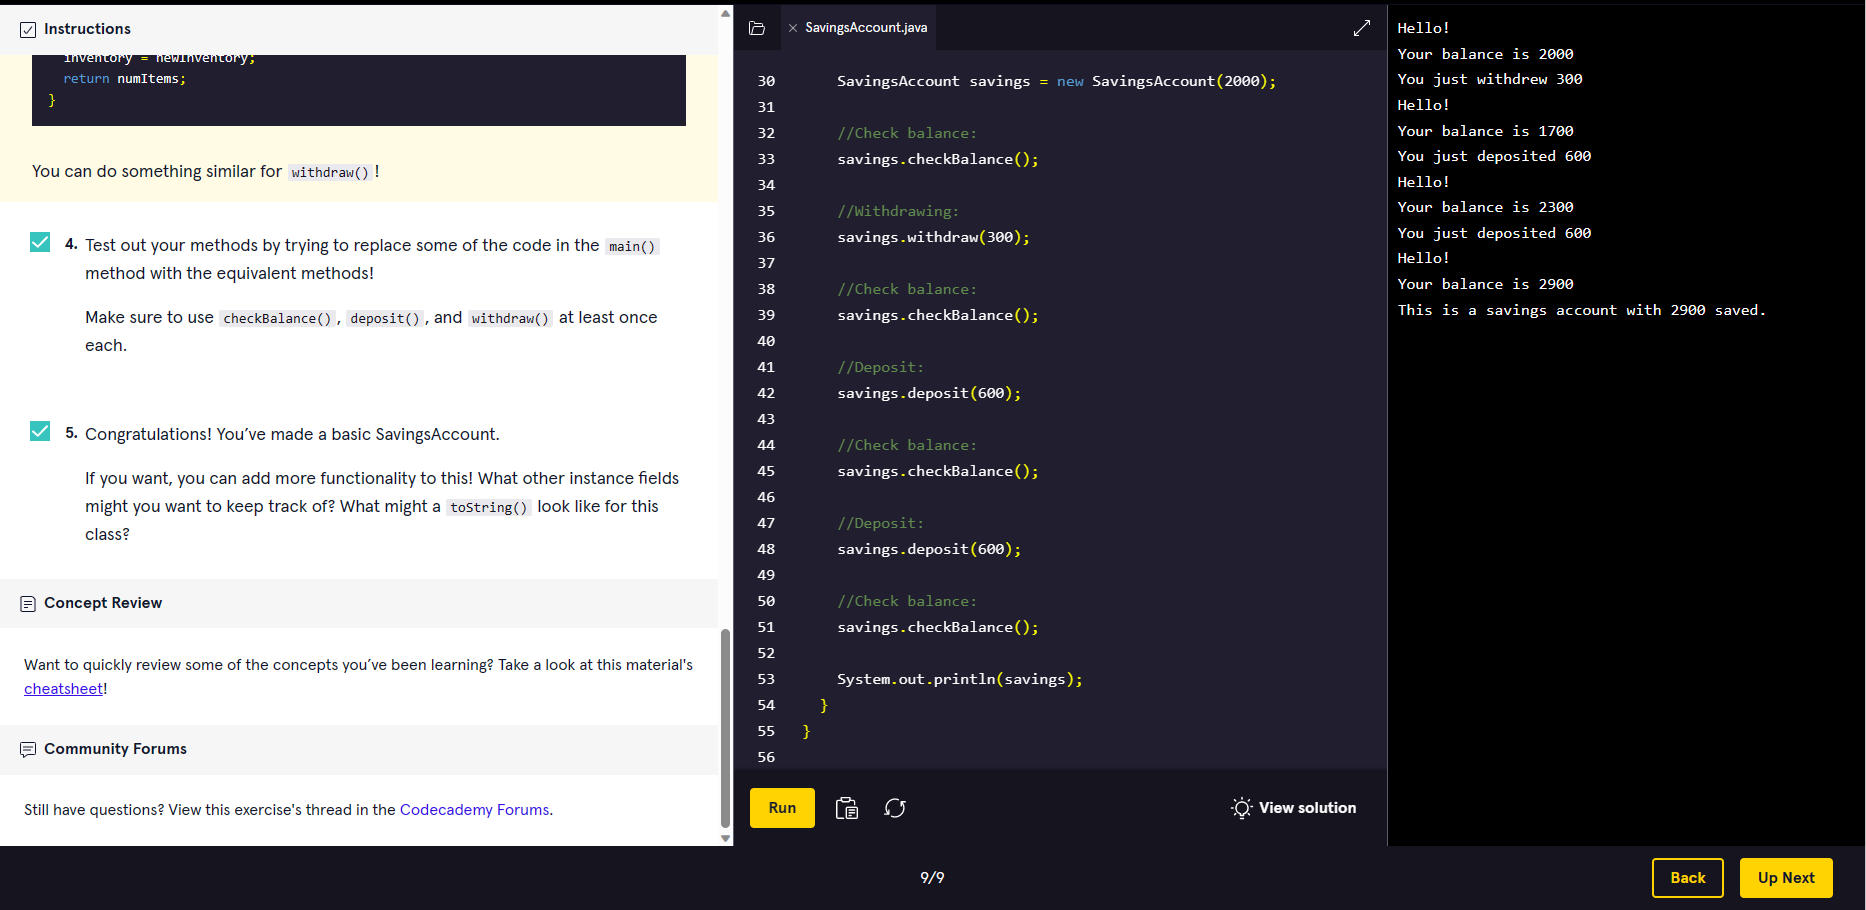 Instructions
inventory = newInventory;
return numItems;
}
You can do something similar for withdraw() !
4. Test out your methods by trying to replace some of the code in the main()
method with the equivalent methods!
Make sure to use checkBalance() , deposit() , and withdraw() at least once
each.
5. Congratulations! You've made a basic SavingsAccount.
If you want, you can add more functionality to this! What other instance fields
might you want to keep track of? What might a toString() look like for this
class?
Concept Review
Want to quickly review some of the concepts you've been learning? Take a look at this material's
cheatsheet!
Community Forums
Still have questions? View this exercise's thread in the Codecademy Forums.
SavingsAccount.java
30 SavingsAccount savings = new SavingsAccount(2000);
31
32 //Check balance:
33 savings.checkBalance();
34
35 //Withdrawing:
36 savings.withdraw(300);
37
38 //Check balance:
39 savings.checkBalance();
40
41 //Deposit:
42 savings.deposit(600);
43
44 //Check balance:
45 savings.checkBalance();
46
47 //Deposit:
48 savings.deposit(600);
49
50 //Check balance:
51 savings.checkBalance();
52
53 System.out.println(savings);
54 }
55 }
56
Run
View solution
Hello!
Your balance is 2000
You just withdrew 300
Hello!
Your balance is 1700
You just deposited 600
Hello!
Your balance is 2300
You just deposited 600
Hello!
Your balance is 2900
This is a savings account with 2900 saved.
9/9
Back
Up Next